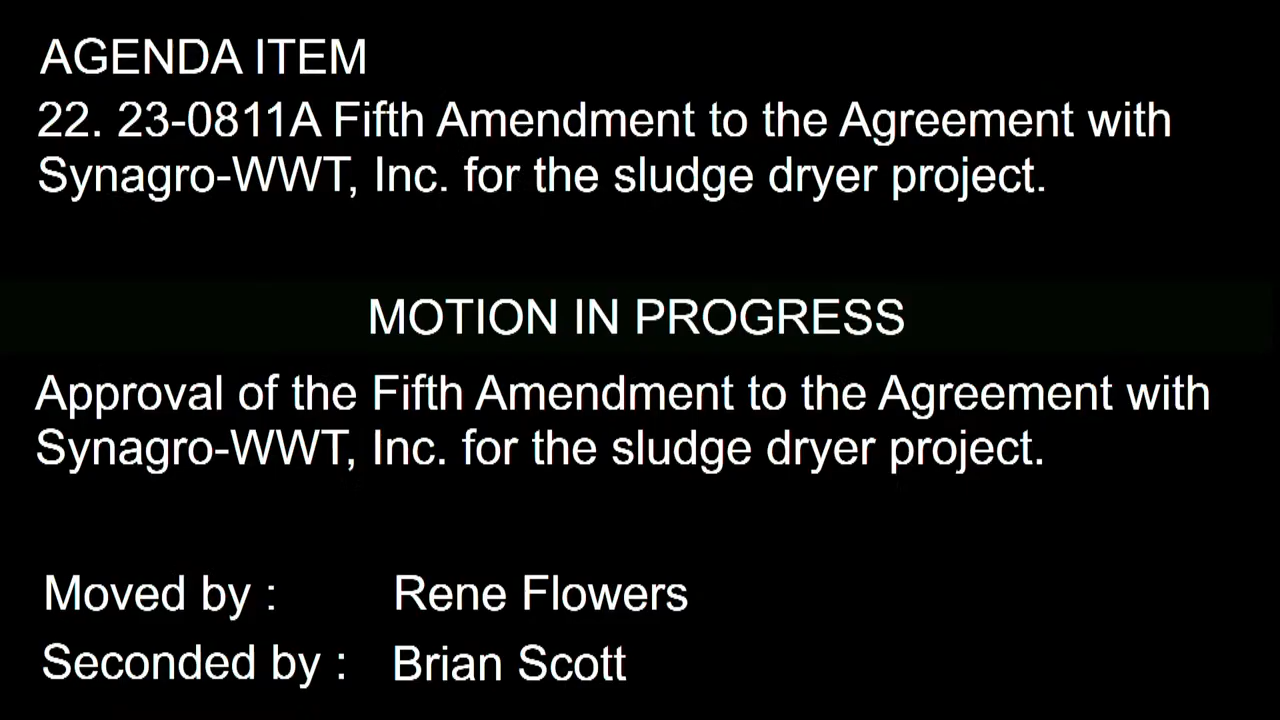 AGENDA ITEM
22. 23-0811A Fifth Amendment to the Agreement with
Synagro-WWT, Inc. for the sludge dryer project.
MOTION IN PROGRESS
Approval of the Fifth Amendment to the Agreement with
Synagro-WWT, Inc. for the sludge dryer project.
Moved by : Rene Flowers
Seconded by : Brian Scott